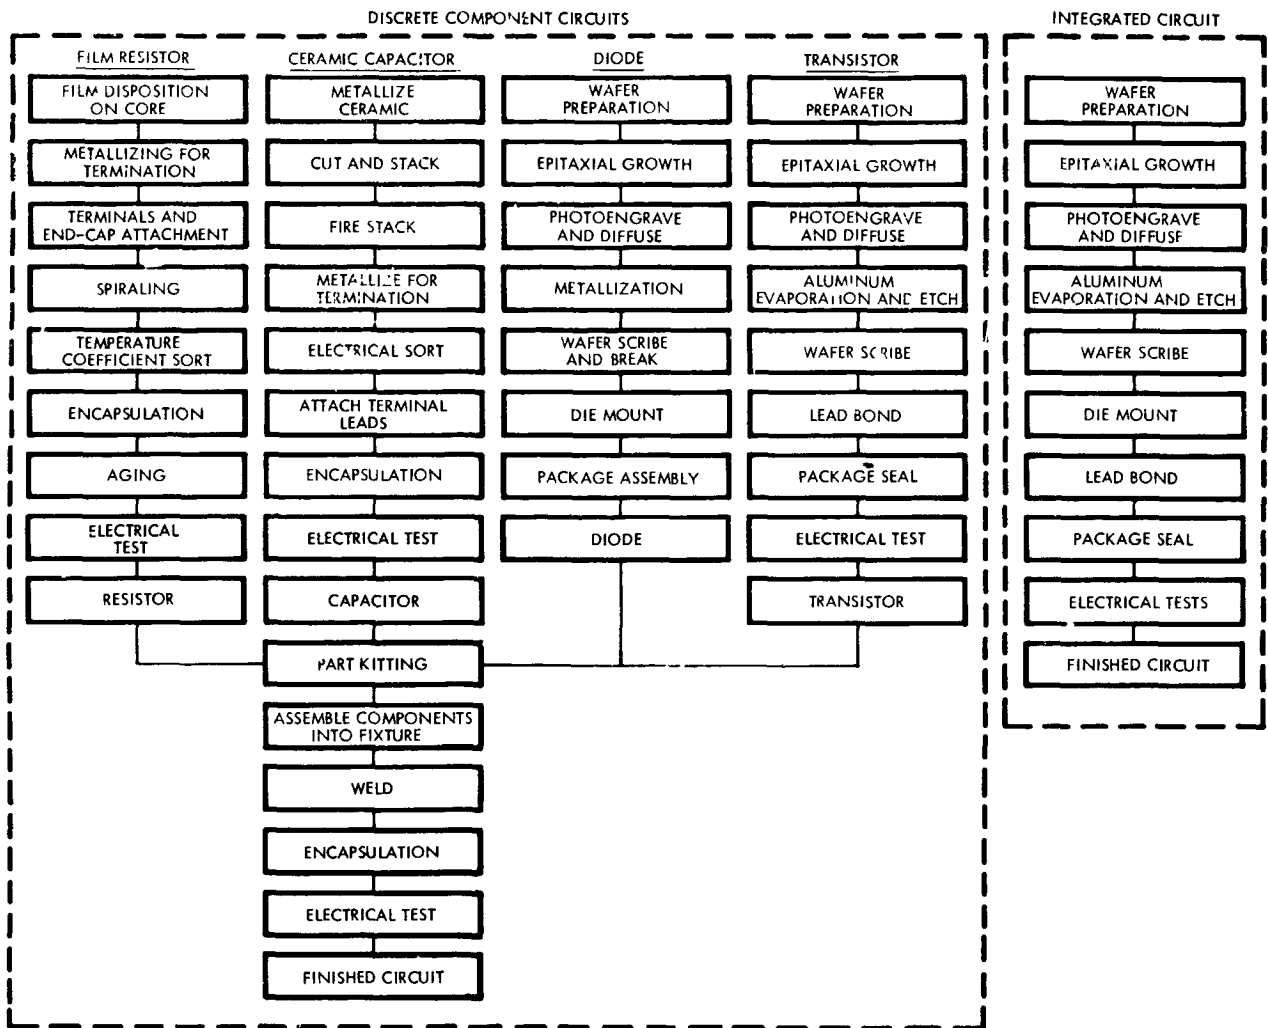 DISCRETE COMPONENT CIRCUITS
FILM RESISTOR
FILM DISPOSITION
ON CORE
METALLIZING FOR
TERMINATION
TERMINALS AND
END-CAP ATTACHMENT
SPIRALING
TEMPERATURE
COEFFICIENT SORT
ENCAPSULATION
AGING
ELECTRICAL
TEST
RESISTOR
CERAMIC CAPACITOR
METALLIZE
CERAMIC
CUT AND STACK
FIRE STACK
METALLIZE FOR
TERMINATION
ELECTRICAL SORT
ATTACH TERMINAL
LEADS
ENCAPSULATION
ELECTRICAL TEST
CAPACITOR
PART KITTING
ASSEMBLE COMPONENTS
INTO FIXTURE
WELD
ENCAPSULATION
ELECTRICAL TEST
FINISHED CIRCUIT
DIODE
WAFER
PREPARATION
EPITAXIAL GROWTH
PHOTOENGRAVE
AND DIFFUSE
METALLIZATION
WAFER SCRIBE
AND BREAK
DIE MOUNT
PACKAGE ASSEMBLY
DIODE
TRANSISTOR
WAFER
PREPARATION
EPITAXIAL GROWTH
PHOTOENGRAVE
AND DIFFUSE
ALUMINUM
EVAPORATION AND ETCH
WAFER SCRIBE
LEAD BOND
PACKAGE SEAL
ELECTRICAL TEST
TRANSISTOR
INTEGRATED CIRCUIT
WAFER
PREPARATION
EPITAXIAL GROWTH
PHOTOENGRAVE
AND DIFFUSE
ALUMINUM
EVAPORATION AND ETCH
WAFER SCRIBE
DIE MOUNT
LEAD BOND
PACKAGE SEAL
ELECTRICAL TESTS
FINISHED CIRCUIT